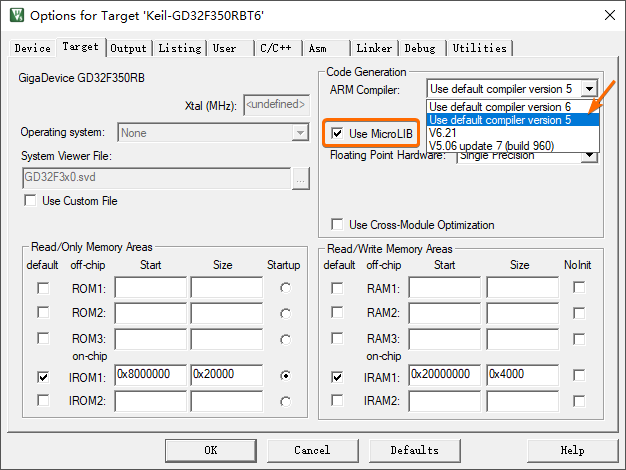 Options for Target 'Keil-GD32F350RBT6'
Device Target Output Listing User C/C++ Asm Linker Debug Utilities
GigaDevice GD32F350RB
Xtal (MHz): <undefined>
Operating system: None
System Viewer File:
GD32F3x0.svd ...
Use Custom File
Code Generation
ARM Compiler: Use default compiler version 5
Use default compiler version 6
Use default compiler version 5
V6.21
V5.06 update 7 (build 960)
Use MicroLIB
Floating Point Hardware: Single Precision
Use Cross-Module Optimization
Read/Only Memory Areas
default off-chip Start Size Startup
ROM1:
ROM2:
ROM3:
on-chip
IROM1: 0x8000000 0x20000
IROM2:
Read/Write Memory Areas
default off-chip Start Size NoInit
RAM1:
RAM2:
RAM3:
on-chip
IRAM1: 0x20000000 0x4000
IRAM2:
OK Cancel Defaults Help